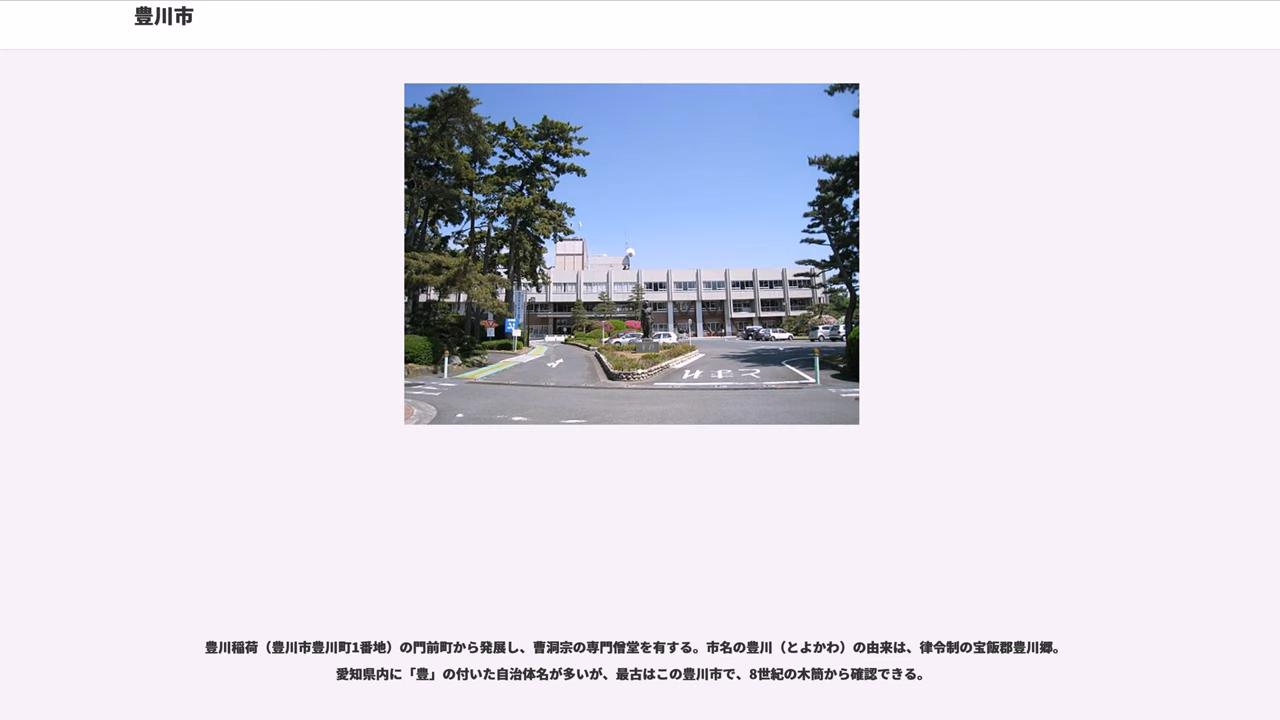 豊川市
とまれ
豊川稲荷（豊川市豊川町1番地）の門前町から発展し、曹洞宗の専門僧堂を有する。市名の豊川（とよかわ）の由来は、律令制の宝飯郡豊川郷。
愛知県内に「豊」の付いた自治体名が多いが、最古はこの豊川市で、8世紀の木簡から確認できる。